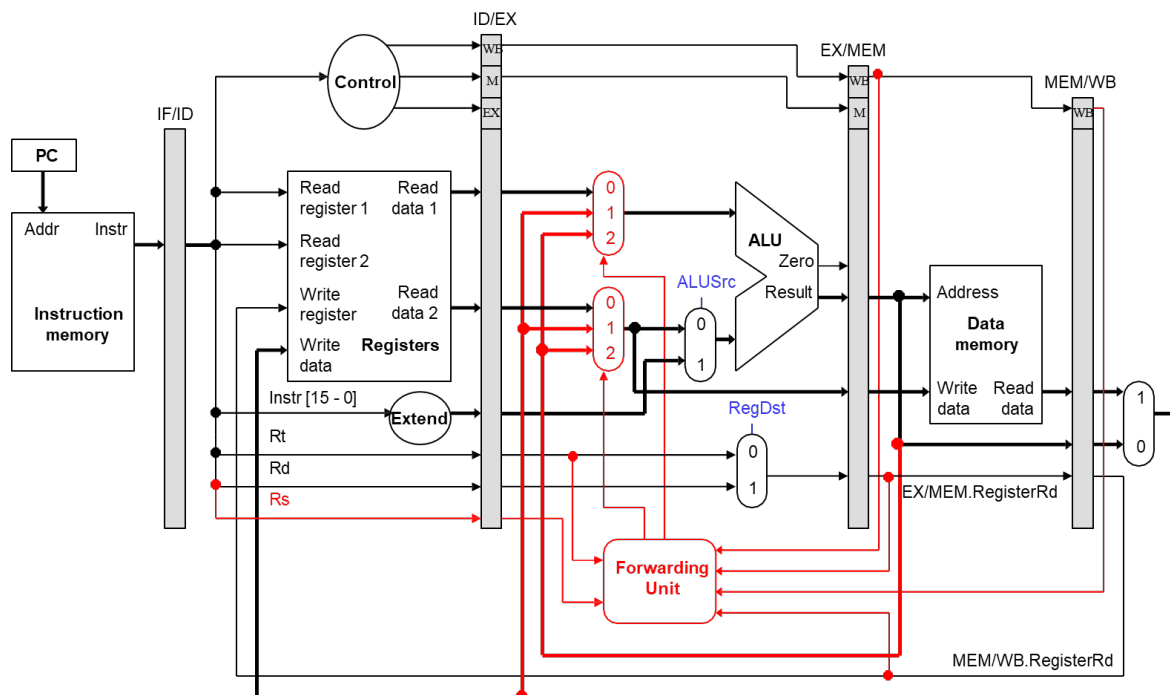 ID/EX
EX/MEM
MEM/WB
IF/ID
WB
M
EX
WB
M
WB
Control
PC
Addr
Instr
Instruction
memory
Read
register 1
Read
data 1
Read
register 2
Write
register
Read
data 2
Write
data
Registers
Instr [15 - 0]
Extend
Rt
Rd
Rs
0
1
2
0
1
2
ALUSrc
0
1
ALU
Zero
Result
RegDst
0
1
Address
Data
memory
Write
data
Read
data
1
0
EX/MEM.RegisterRd
Forwarding
Unit
MEM/WB.RegisterRd